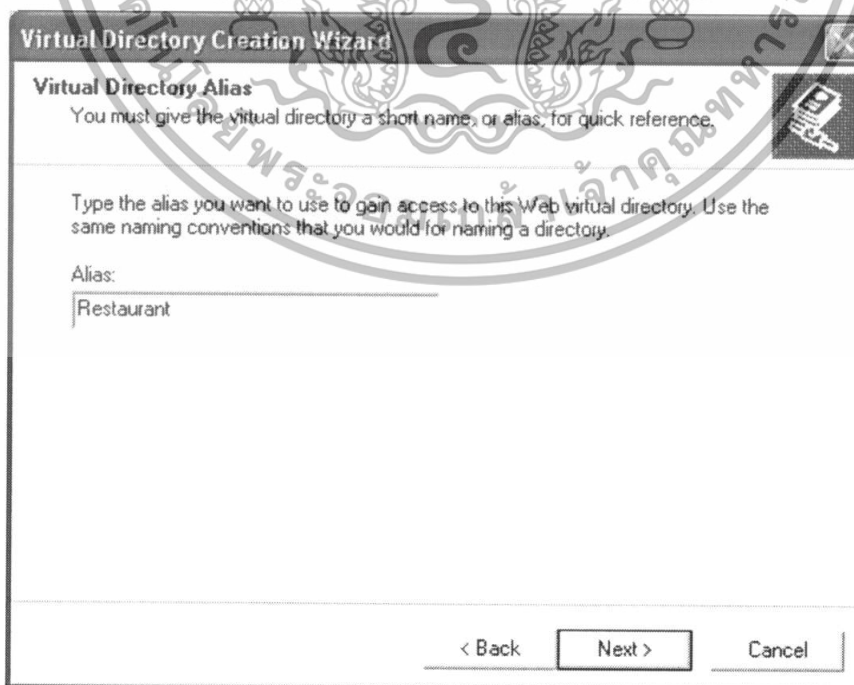 Virtual Directory Creation Wizard
Virtual Directory Alias
You must give the virtual directory a short name, or alias, for quick reference.
Type the alias you want to use to gain access to this Web virtual directory. Use the
same naming conventions that you would for naming a directory.
Alias:
Restaurant
< Back
Next >
Cancel